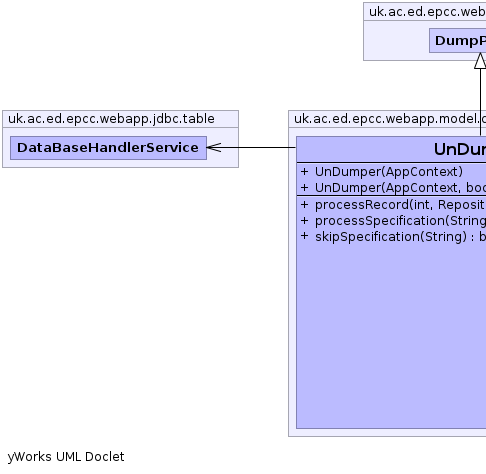 uk.ac.ed.epcc.web
DumpP
uk.ac.ed.epcc.webapp.jdbc.table
DataBaseHandlerService
uk.ac.ed.epcc.webapp.model.d
UnDum
+ UnDumper(AppContext)
+ UnDumper(AppContext, boo
+ processRecord(int, Reposit
+ processSpecification(String
+ skipSpecification(String) : b
yWorks UML Doclet